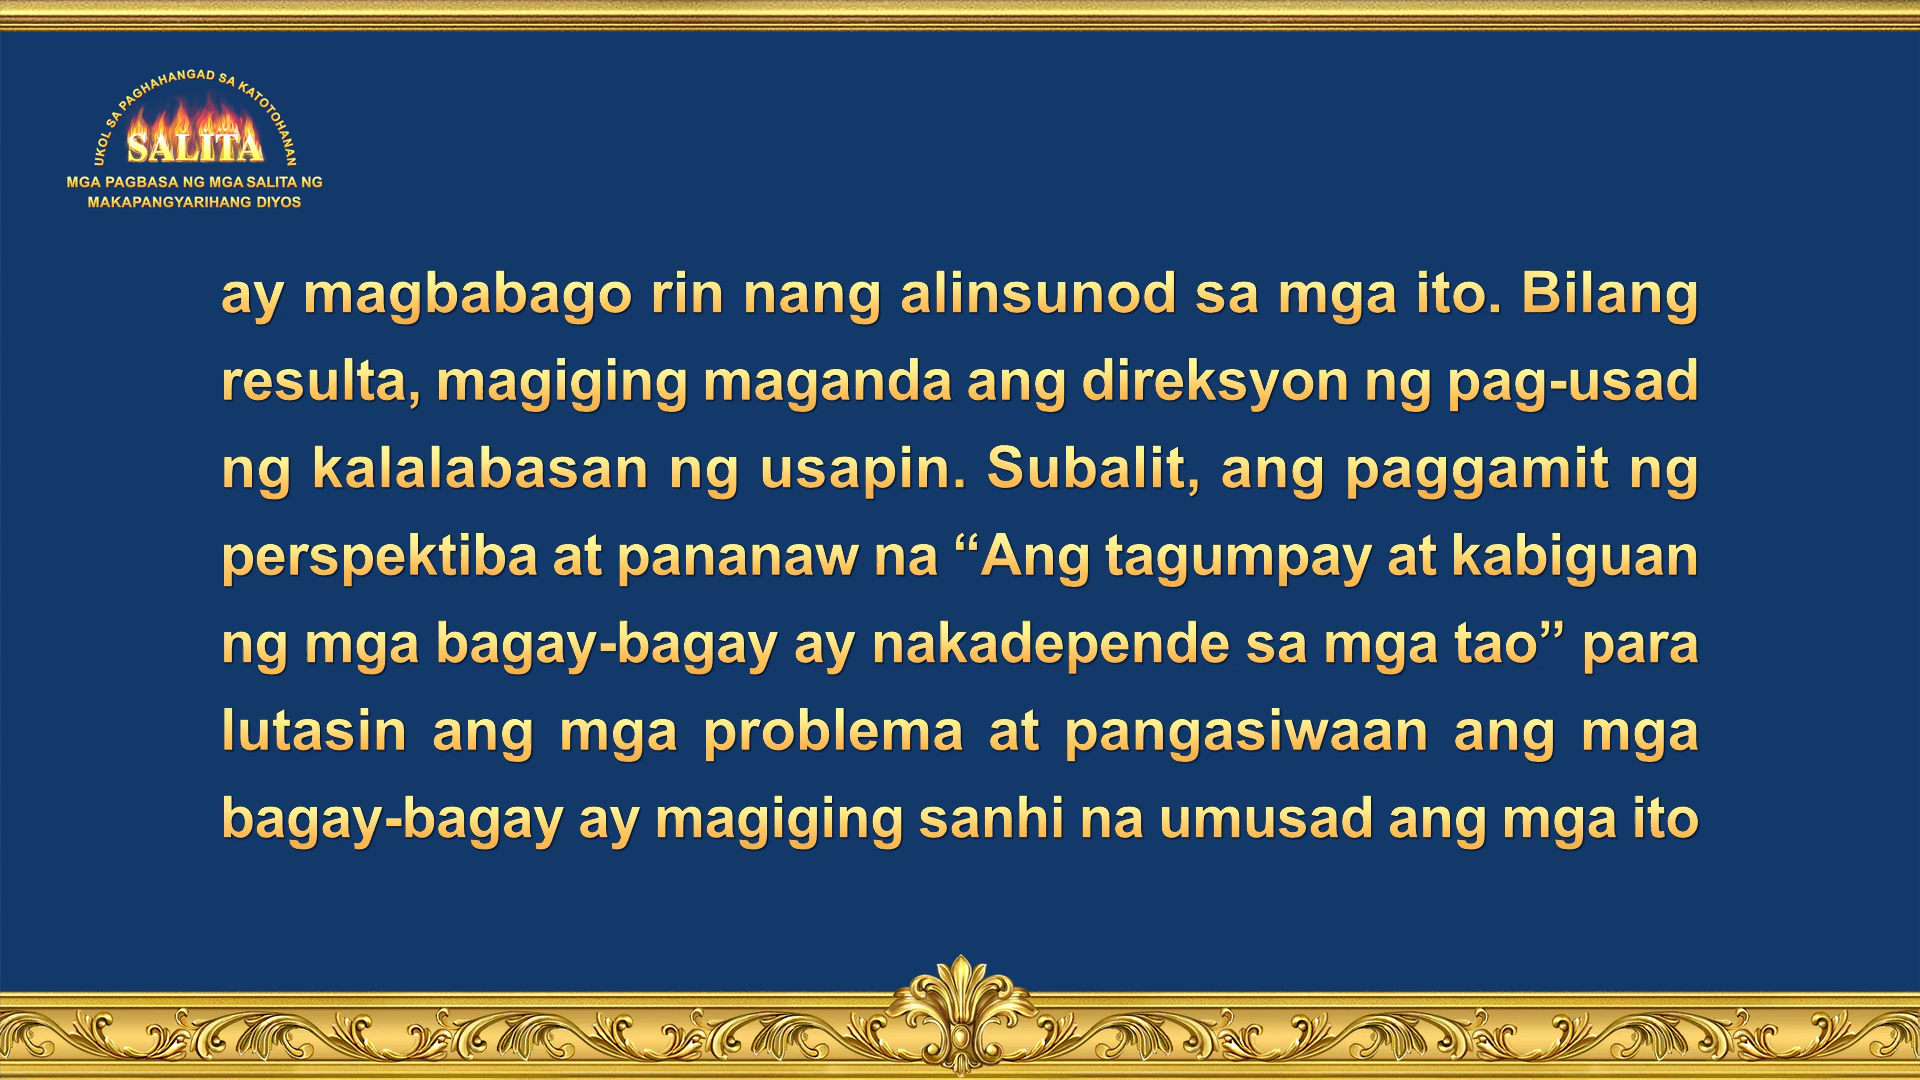 UKOL SA PAGHAHANGAD SA KATOTOHANAN
SALITA
MGA PAGBASA NG MGA SALITA NG
MAKAPANGYARIHANG DIYOS
ay magbabago rin nang alinsunod sa mga ito. Bilang
resulta, magiging maganda ang direksyon ng pag-usad
ng kalalabasan ng usapin. Subalit, ang paggamit ng
perspektiba at pananaw na “Ang tagumpay at kabiguan
ng mga bagay-bagay ay nakadepende sa mga tao” para
lutasin ang mga problema at pangasiwaan ang mga
bagay-bagay ay magiging sanhi na umusad ang mga ito